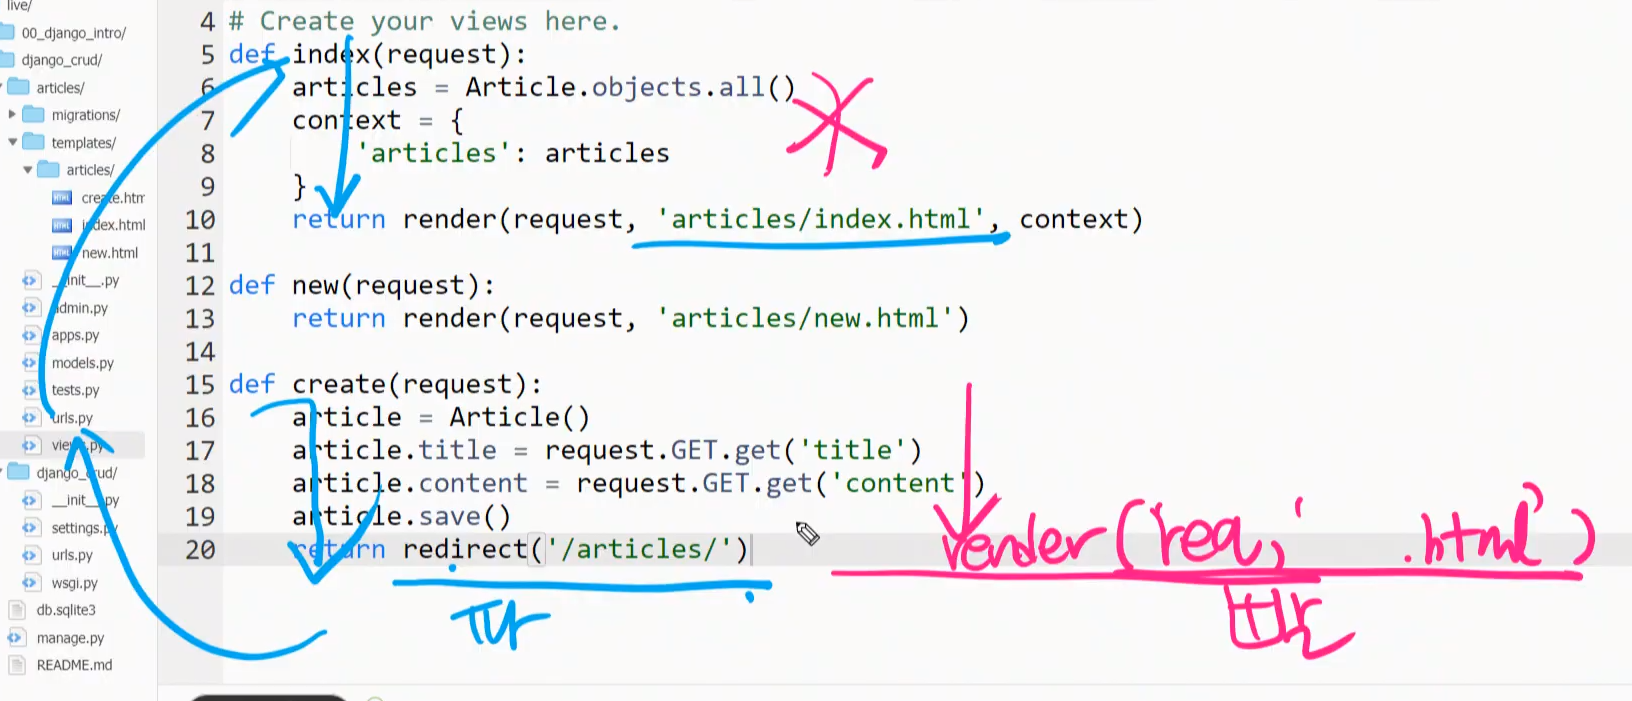 live/
00_django_intro/
django_crud/
articles/
migrations/
templates/
articles/
create.htm
index.html
new.html
__init__.py
admin.py
apps.py
models.py
tests.py
urls.py
views.py
django_crud/
__init__.py
settings.py
urls.py
wsgi.py
db.sqlite3
manage.py
README.md
4 # Create your views here.
5 def index(request):
6 articles = Article.objects.all()
7 context = {
8 'articles': articles
9 }
10 return render(request, 'articles/index.html', context)
11
12 def new(request):
13 return render(request, 'articles/new.html')
14
15 def create(request):
16 article = Article()
17 article.title = request.GET.get('title')
18 article.content = request.GET.get('content')
19 article.save()
20 return redirect('/articles/')
render(req, ' .html')